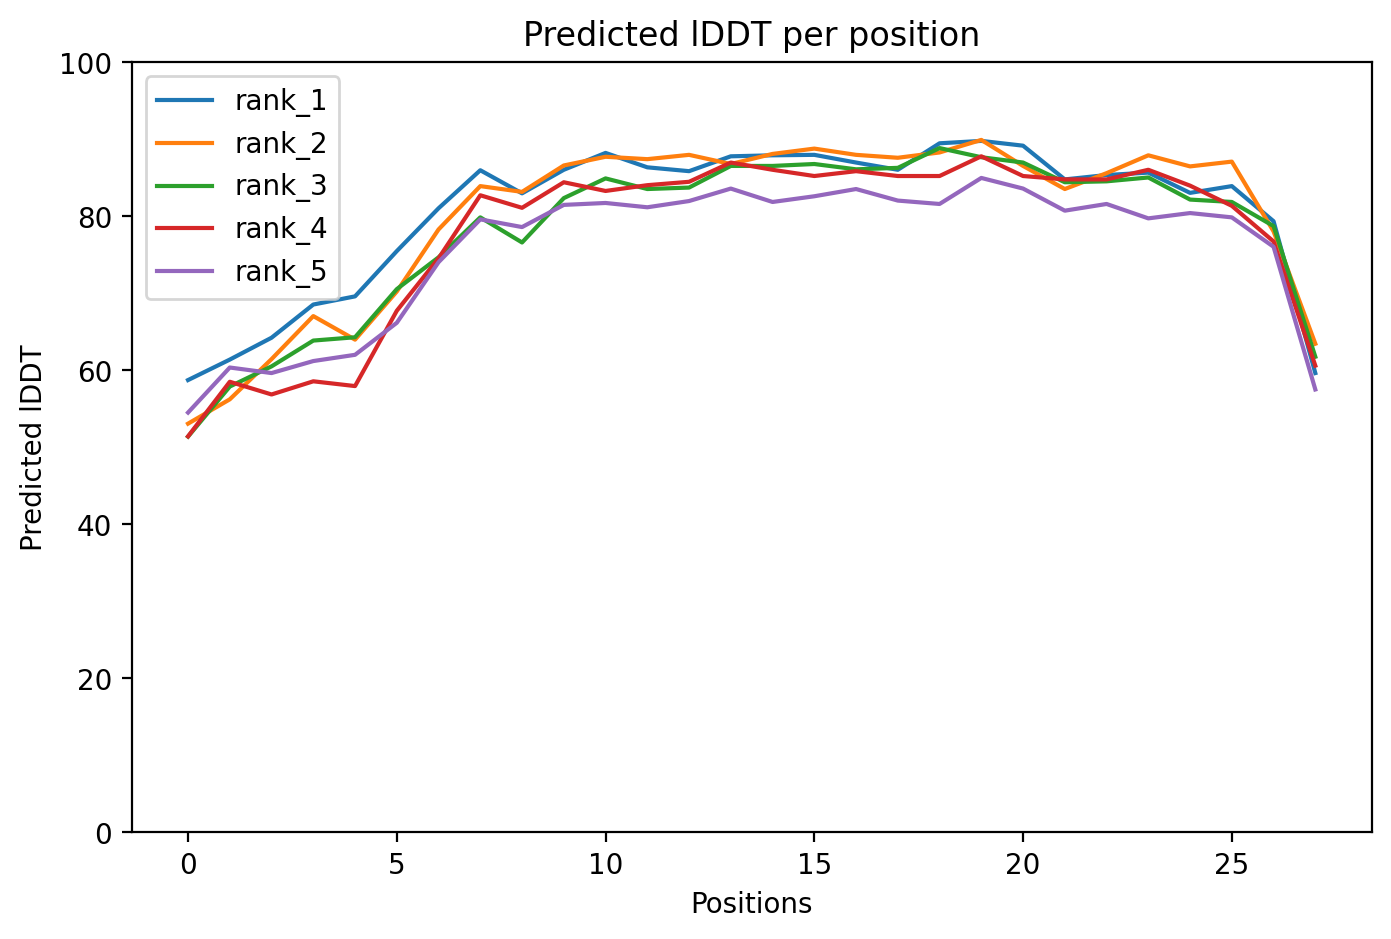 Predicted lDDT per position
100
80
60
40
20
0
Predicted lDDT
rank_1
rank_2
rank_3
rank_4
rank_5
0 5 10 15 20 25
Positions